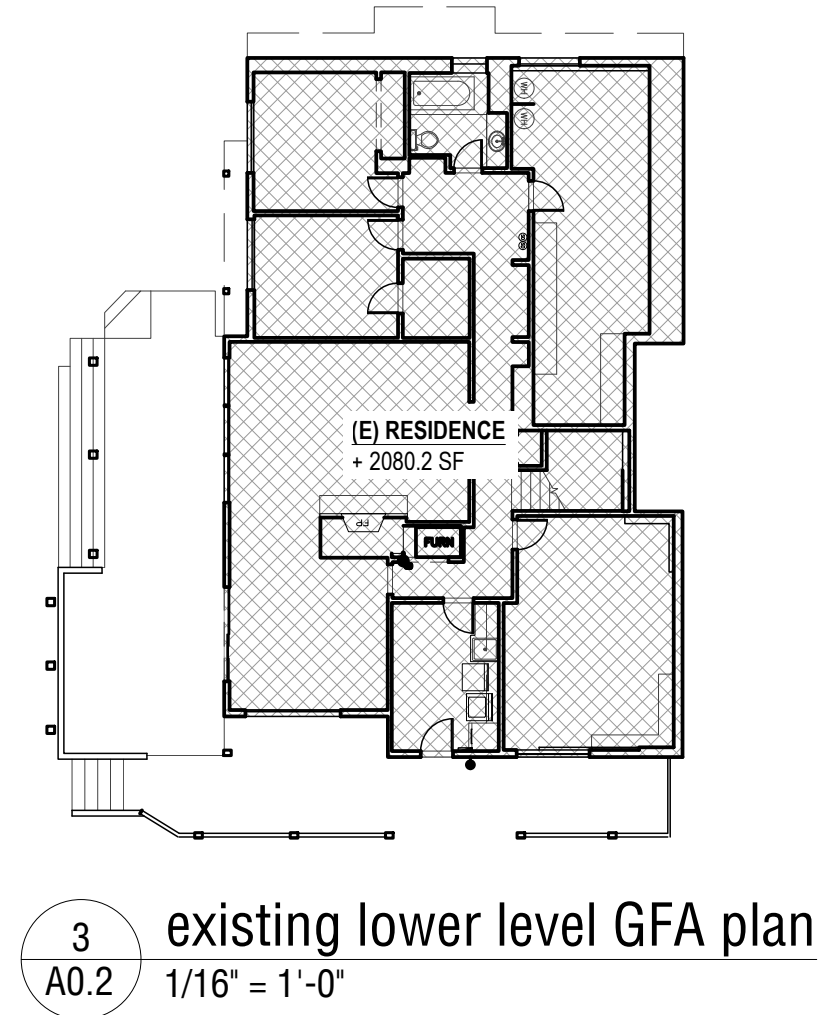 WH
WH
(E) RESIDENCE
+ 2080.2 SF
FP
FURN
3
A0.2
existing lower level GFA plan
1/16" = 1'-0"